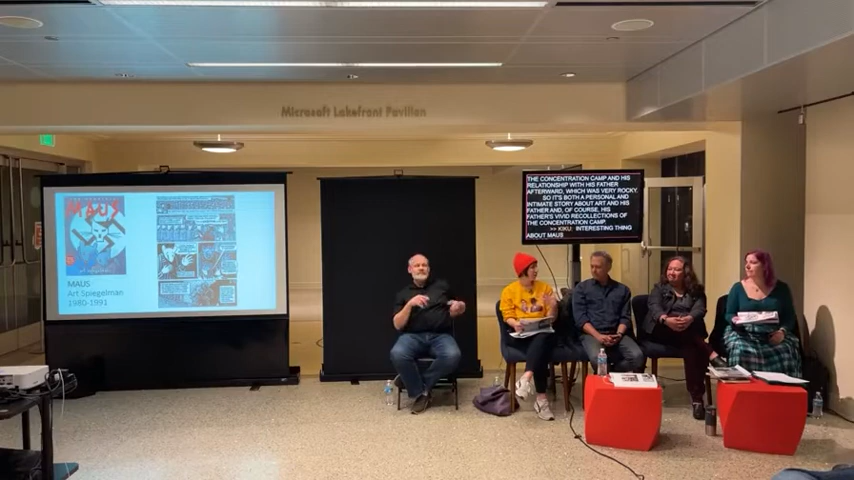 Microsoft Lakefront Pavilion
MAUS
MAUS
Art Spiegelman
1980-1991
THE CONCENTRATION CAMP AND HIS
RELATIONSHIP WITH HIS FATHER
AFTERWARD, WHICH WAS VERY ROCKY.
SO IT'S BOTH A PERSONAL AND
INTIMATE STORY ABOUT ART AND HIS
FATHER AND, OF COURSE, HIS
FATHER'S VIVID RECOLLECTIONS OF
THE CONCENTRATION CAMP.
>> KIKU: INTERESTING THING
ABOUT MAUS